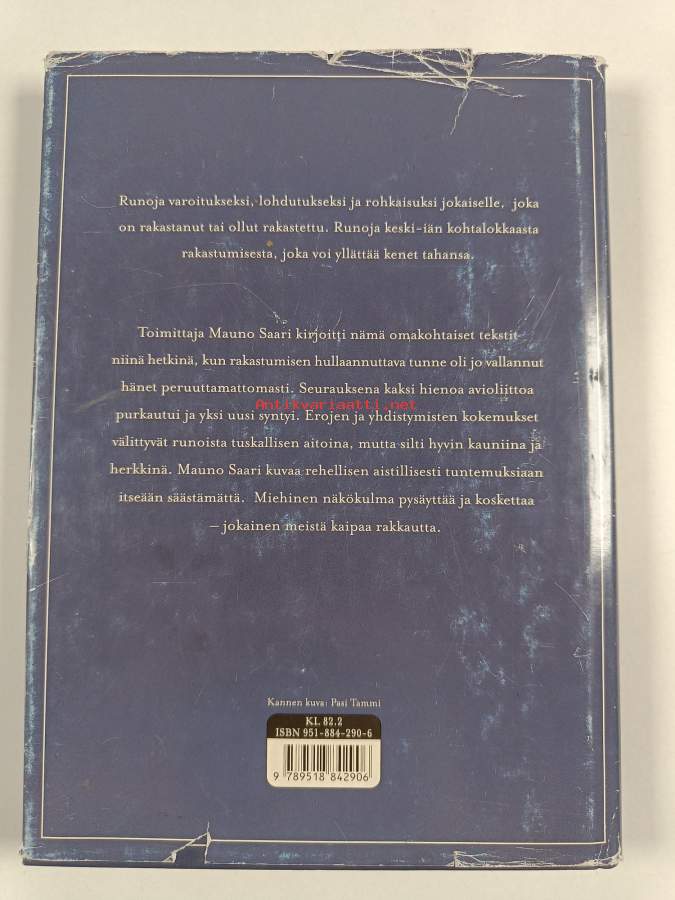 Runoja varoitukseksi, lohdutukseksi ja rohkaisuksi jokaiselle, joka
on rakastanut tai ollut rakastettu. Runoja keski-iän kohtalokkaasta
rakastumisesta, joka voi yllättää kenet tahansa.
Toimittaja Mauno Saari kirjoitti nämä omakohtaiset tekstit
niinä hetkinä, kun rakastumisen hullaannuttava tunne oli jo vallannut
hänet peruuttamattomasti. Seurauksena kaksi hienoa avioliittoa
Antikvariaatti.net
purkautui ja yksi uusi syntyi. Erojen ja yhdistymisten kokemukset
välittyvät runoista tuskallisen aitoina, mutta silti hyvin kauniina ja
herkkinä. Mauno Saari kuvaa rehellisen aistillisesti tuntemuksiaan
itseään säästämättä. Miehinen näkökulma pysäyttää ja koskettaa
– jokainen meistä kaipaa rakkautta.
Kannen kuva: Pasi Tammi
KL 82.2
ISBN 951-884-290-6
9 789518 842906